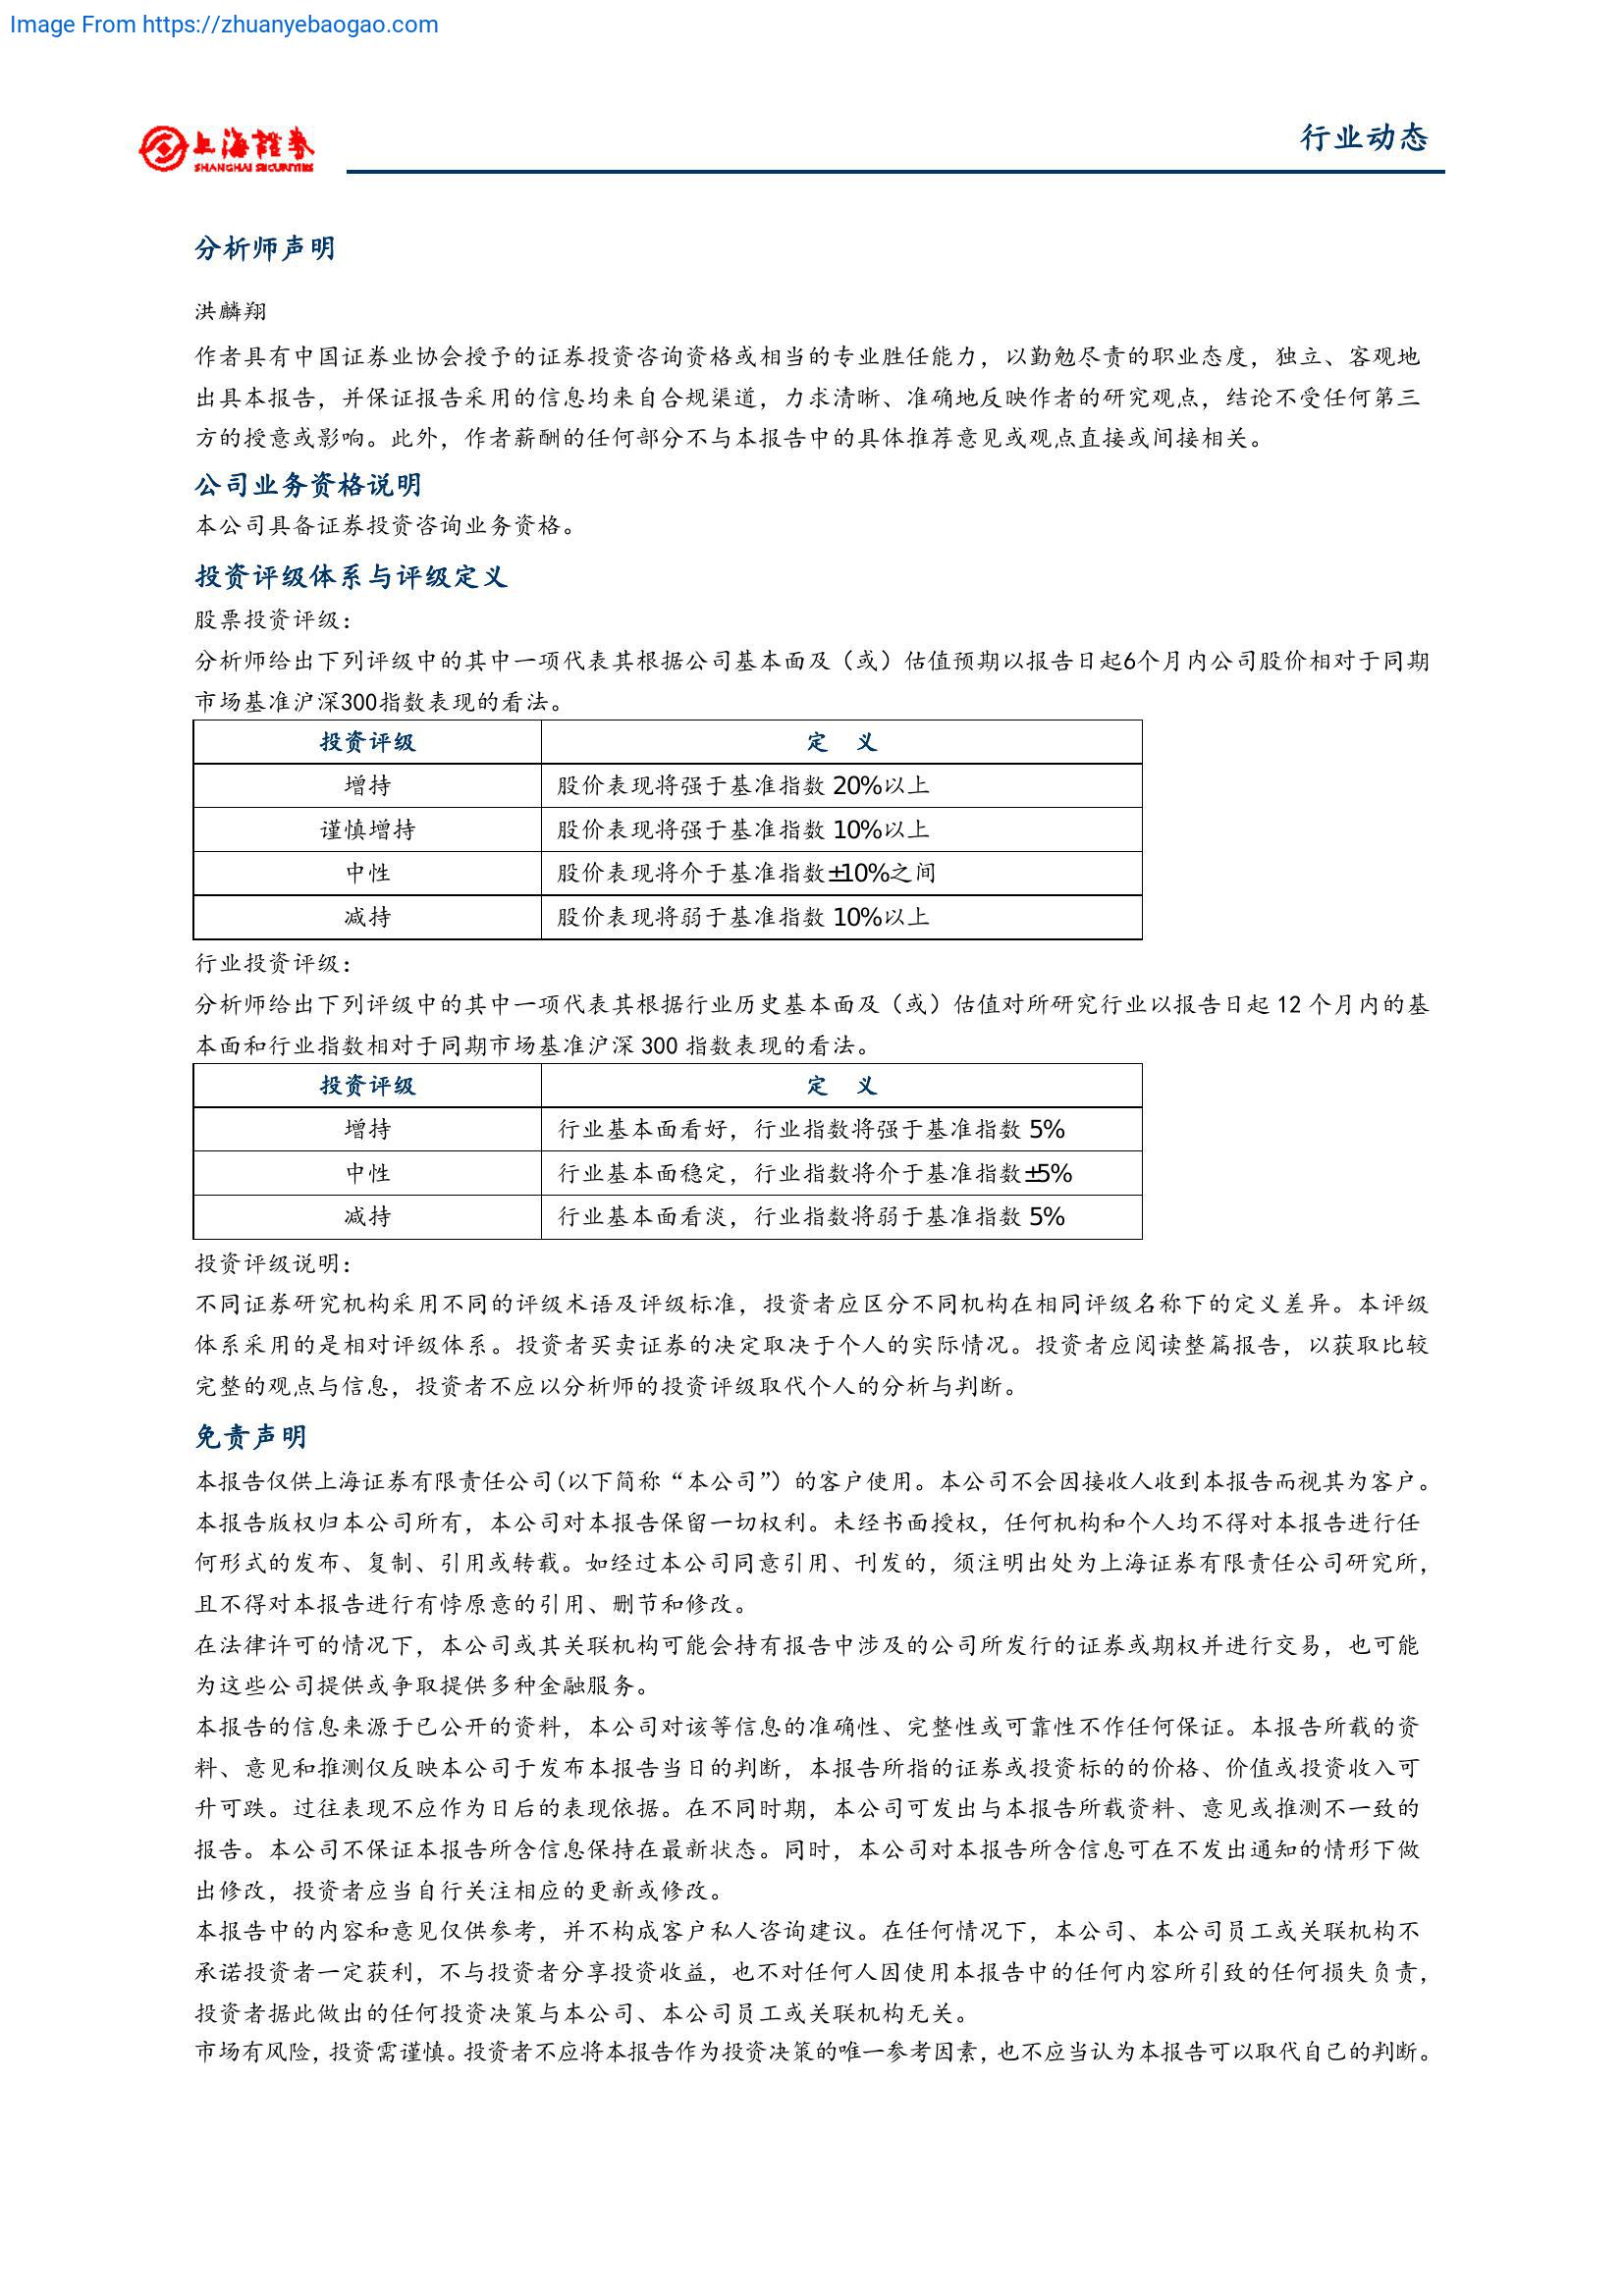 Image From https://zhuanyebaogao.com
上海證券
SHANGHAI SECURITIES
行业动态
分析师声明
洪麟翔
作者具有中国证券业协会授予的证券投资咨询资格或相当的专业胜任能力，以勤勉尽责的职业态度，独立、客观地
出具本报告，并保证报告采用的信息均来自合规渠道，力求清晰、准确地反映作者的研究观点，结论不受任何第三
方的授意或影响。此外，作者薪酬的任何部分不与本报告中的具体推荐意见或观点直接或间接相关。
公司业务资格说明
本公司具备证券投资咨询业务资格。
投资评级体系与评级定义
股票投资评级：
分析师给出下列评级中的其中一项代表其根据公司基本面及（或）估值预期以报告日起6个月内公司股价相对于同期
市场基准沪深300指数表现的看法。
投资评级 定 义
增持 股价表现将强于基准指数 20%以上
谨慎增持 股价表现将强于基准指数 10%以上
中性 股价表现将介于基准指数±10%之间
减持 股价表现将弱于基准指数 10%以上
行业投资评级：
分析师给出下列评级中的其中一项代表其根据行业历史基本面及（或）估值对所研究行业以报告日起 12 个月内的基
本面和行业指数相对于同期市场基准沪深 300 指数表现的看法。
投资评级 定 义
增持 行业基本面看好，行业指数将强于基准指数 5%
中性 行业基本面稳定，行业指数将介于基准指数±5%
减持 行业基本面看淡，行业指数将弱于基准指数 5%
投资评级说明：
不同证券研究机构采用不同的评级术语及评级标准，投资者应区分不同机构在相同评级名称下的定义差异。本评级
体系采用的是相对评级体系。投资者买卖证券的决定取决于个人的实际情况。投资者应阅读整篇报告，以获取比较
完整的观点与信息，投资者不应以分析师的投资评级取代个人的分析与判断。
免责声明
本报告仅供上海证券有限责任公司(以下简称“本公司”）的客户使用。本公司不会因接收人收到本报告而视其为客户。
本报告版权归本公司所有，本公司对本报告保留一切权利。未经书面授权，任何机构和个人均不得对本报告进行任
何形式的发布、复制、引用或转载。如经过本公司同意引用、刊发的，须注明出处为上海证券有限责任公司研究所，
且不得对本报告进行有悖原意的引用、删节和修改。
在法律许可的情况下，本公司或其关联机构可能会持有报告中涉及的公司所发行的证券或期权并进行交易，也可能
为这些公司提供或争取提供多种金融服务。
本报告的信息来源于已公开的资料，本公司对该等信息的准确性、完整性或可靠性不作任何保证。本报告所载的资
料、意见和推测仅反映本公司于发布本报告当日的判断，本报告所指的证券或投资标的的价格、价值或投资收入可
升可跌。过往表现不应作为日后的表现依据。在不同时期，本公司可发出与本报告所载资料、意见或推测不一致的
报告。本公司不保证本报告所含信息保持在最新状态。同时，本公司对本报告所含信息可在不发出通知的情形下做
出修改，投资者应当自行关注相应的更新或修改。
本报告中的内容和意见仅供参考，并不构成客户私人咨询建议。在任何情况下，本公司、本公司员工或关联机构不
承诺投资者一定获利，不与投资者分享投资收益，也不对任何人因使用本报告中的任何内容所引致的任何损失负责，
投资者据此做出的任何投资决策与本公司、本公司员工或关联机构无关。
市场有风险，投资需谨慎。投资者不应将本报告作为投资决策的唯一参考因素，也不应当认为本报告可以取代自己的判断。